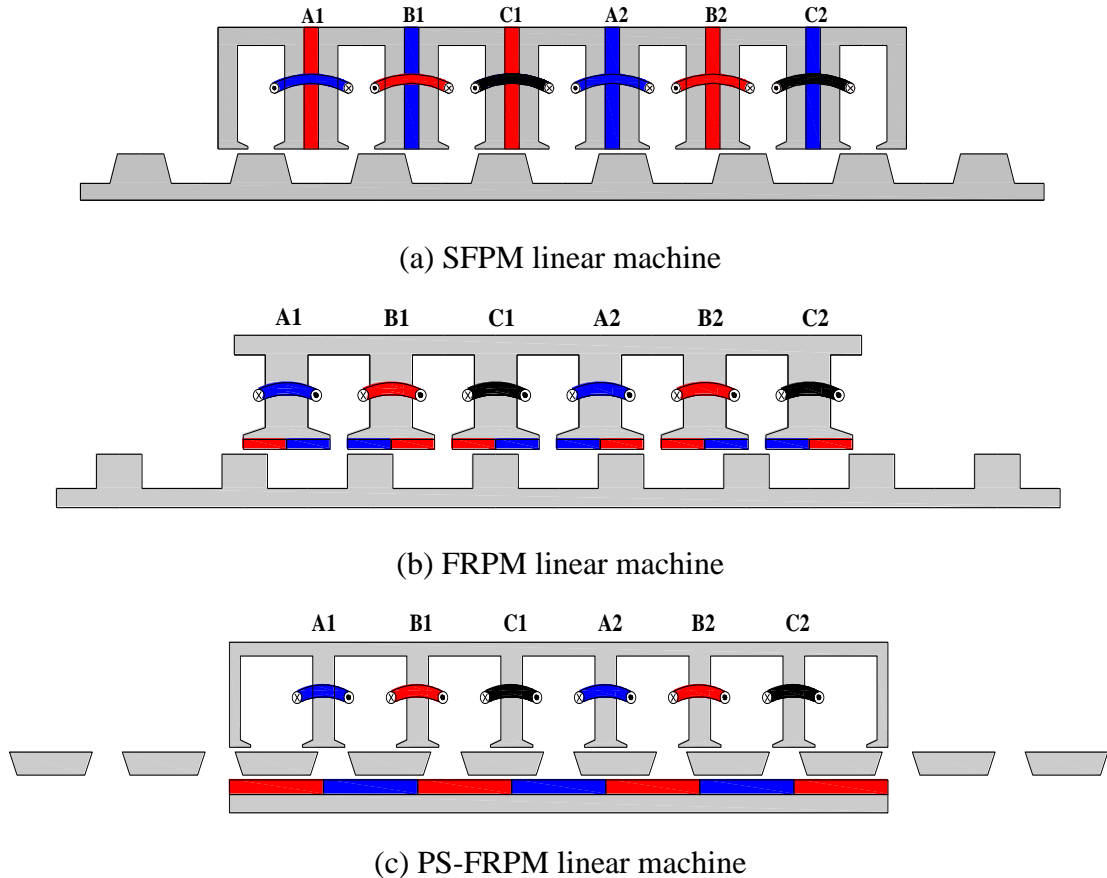 A1 B1 C1 A2 B2 C2
(a) SFPM linear machine
A1 B1 C1 A2 B2 C2
(b) FRPM linear machine
A1 B1 C1 A2 B2 C2
(c) PS-FRPM linear machine